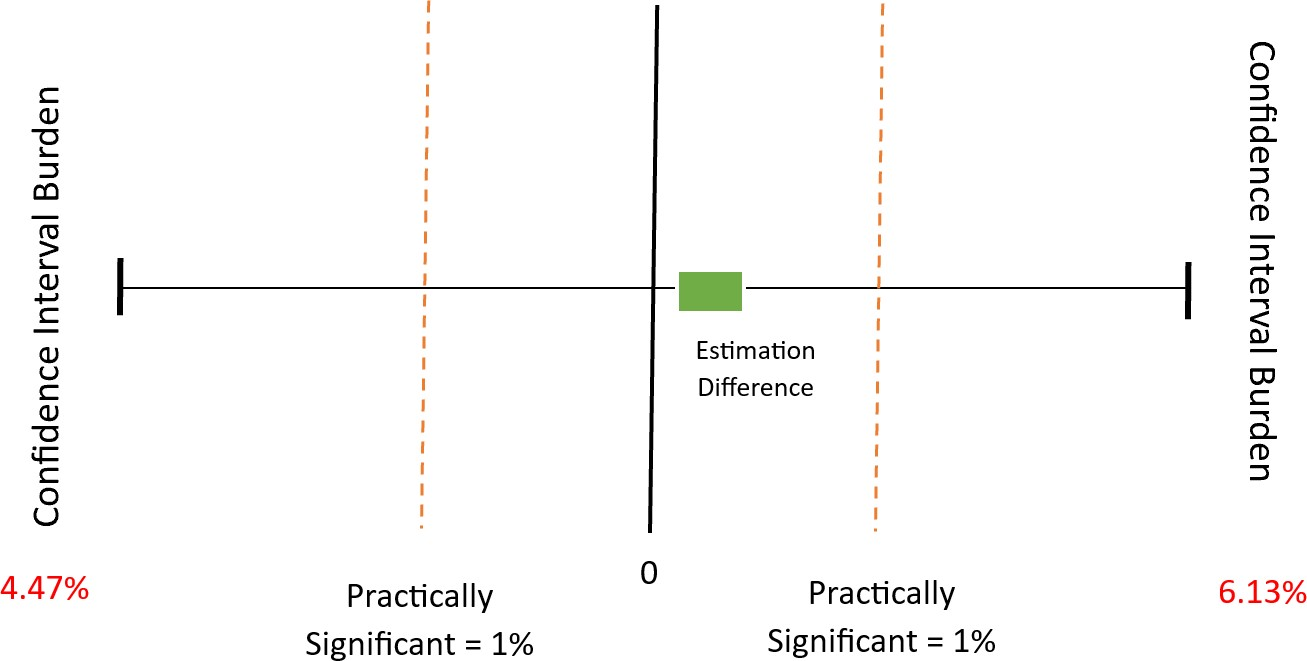 Confidence Interval Burden
Confidence Interval Burden
Estimation
Difference
4.47%
Practically
Significant = 1%
0
Practically
Significant = 1%
6.13%